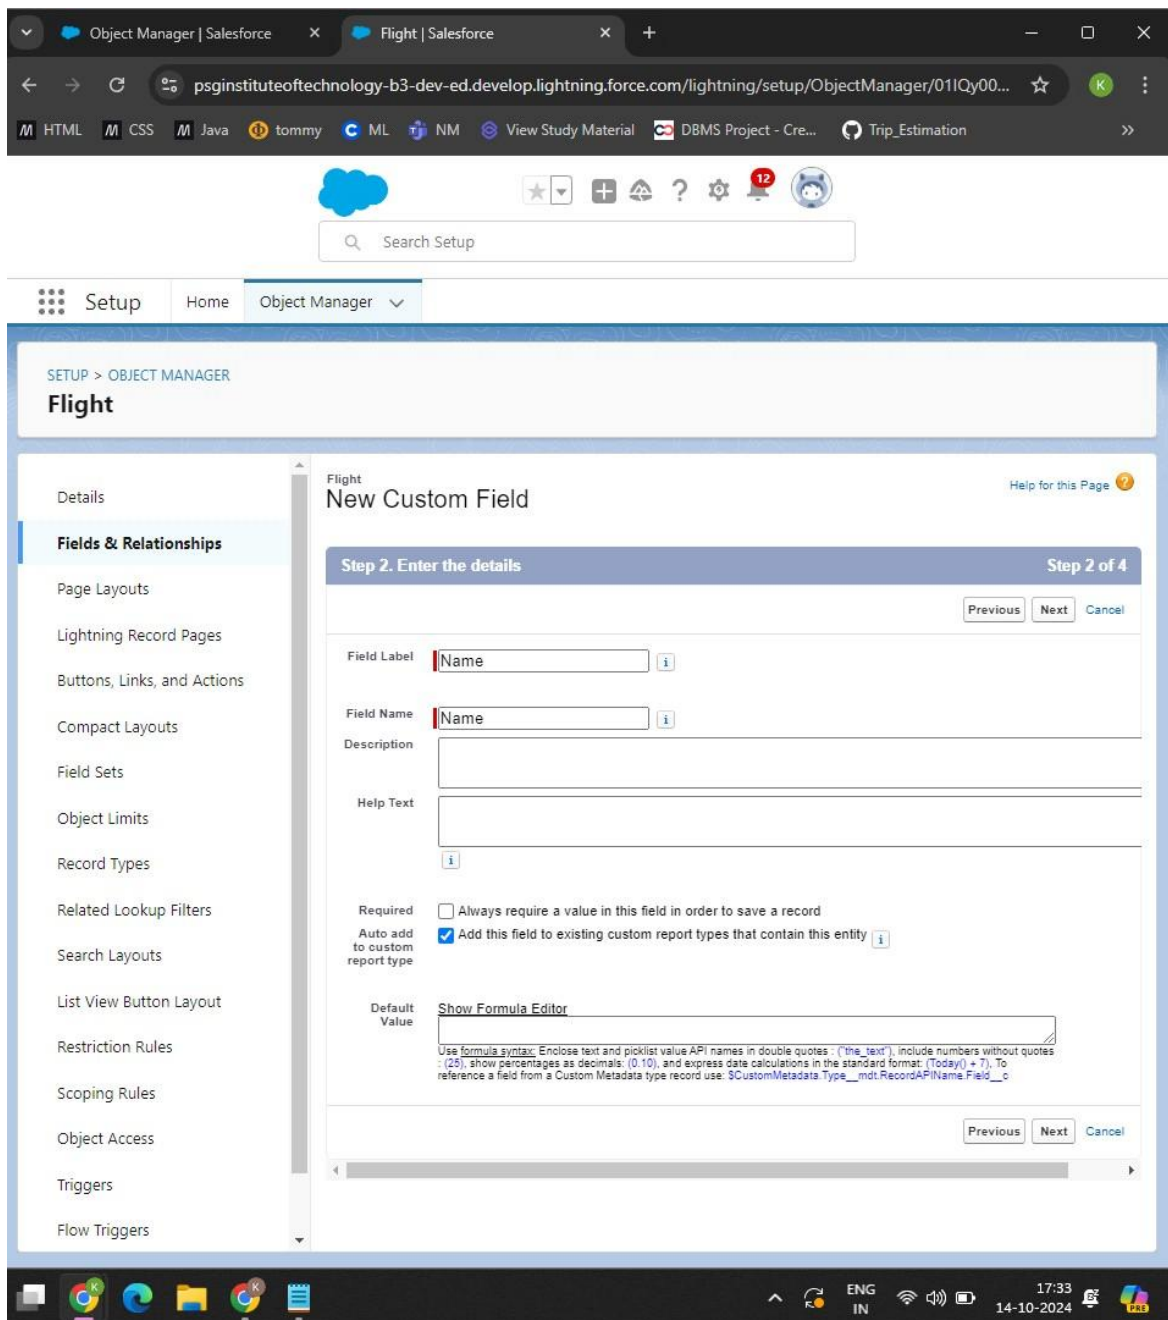 Object Manager | Salesforce
Flight | Salesforce
psginstituteoftechnology-b3-dev-ed.develop.lightning.force.com/lightning/setup/ObjectManager/01IQy00...
K
HTML CSS Java tommy C ML NM View Study Material DBMS Project - Cre... Trip_Estimation »
12
Search Setup
Setup Home Object Manager
SETUP > OBJECT MANAGER
Flight
Details
Fields & Relationships
Page Layouts
Lightning Record Pages
Buttons, Links, and Actions
Compact Layouts
Field Sets
Object Limits
Record Types
Related Lookup Filters
Search Layouts
List View Button Layout
Restriction Rules
Scoping Rules
Object Access
Triggers
Flow Triggers
Flight
New Custom Field
Help for this Page ?
Step 2. Enter the details Step 2 of 4
Previous Next Cancel
Field Label Name i
Field Name Name i
Description
Help Text
i
Required Always require a value in this field in order to save a record
Auto add to custom report type Add this field to existing custom report types that contain this entity i
Default Value Show Formula Editor
Use formula syntax: Enclose text and picklist value API names in double quotes : ("the_text"), include numbers without quotes
: (25), show percentages as decimals: (0.10), and express date calculations in the standard format: (Today() + 7). To
reference a field from a Custom Metadata type record use: $CustomMetadata.Type__mdt.RecordAPIName.Field__c
Previous Next Cancel
ENG
IN
17:33
14-10-2024
PRE